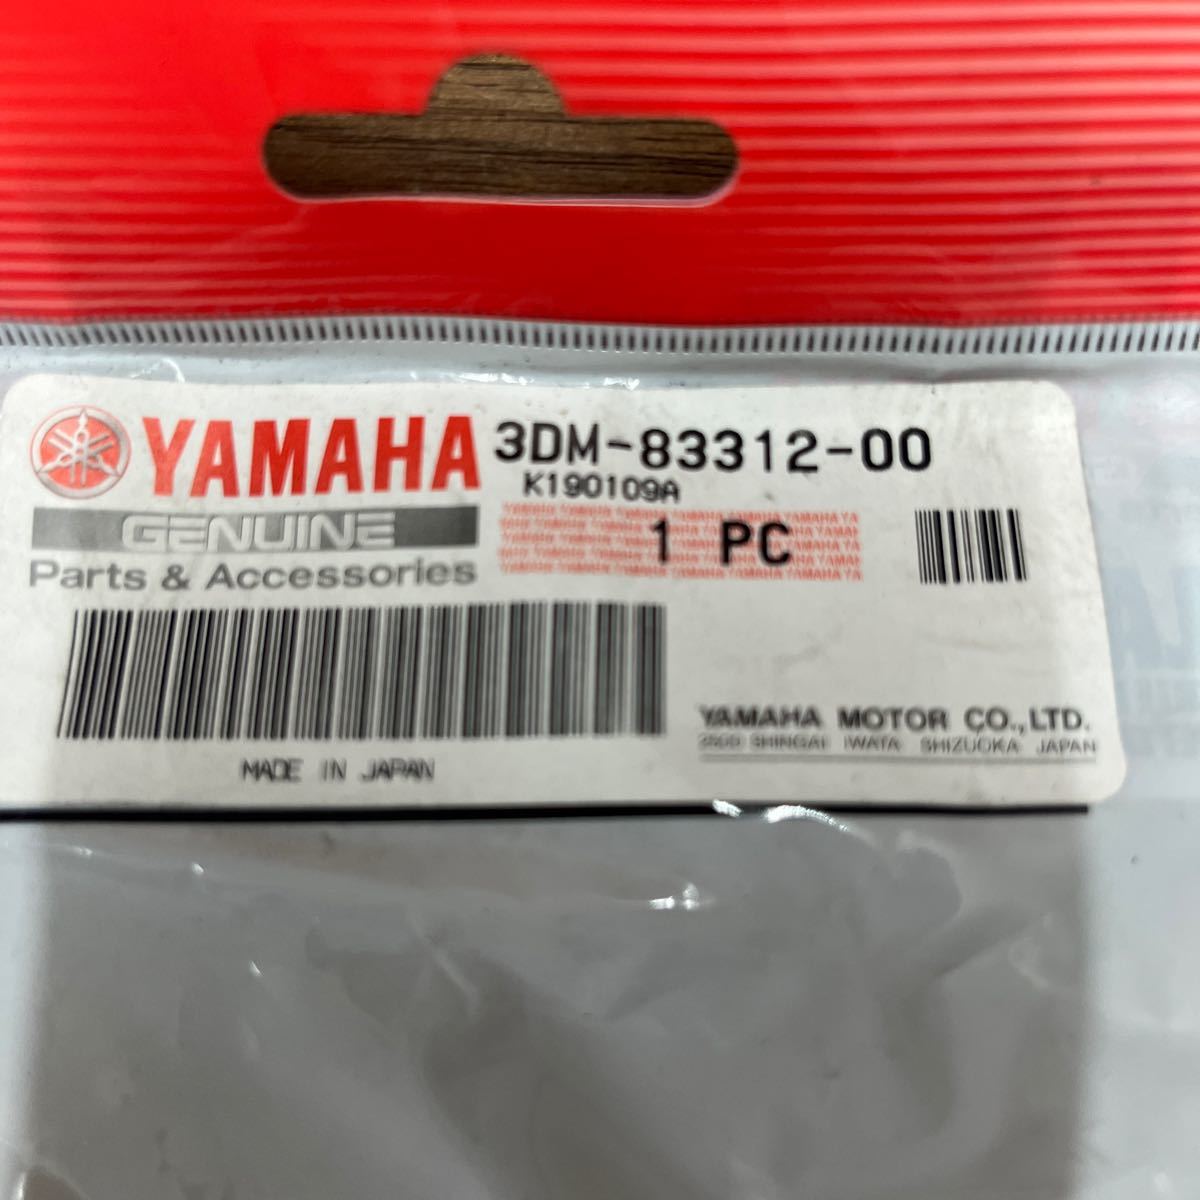 YAMAHA
GENUINE
Parts & Accessories
3DM-83312-00
K190109A
1 PC
MADE IN JAPAN
YAMAHA MOTOR CO.,LTD.
2500 SHINGAI IWATA SHIZUOKA JAPAN